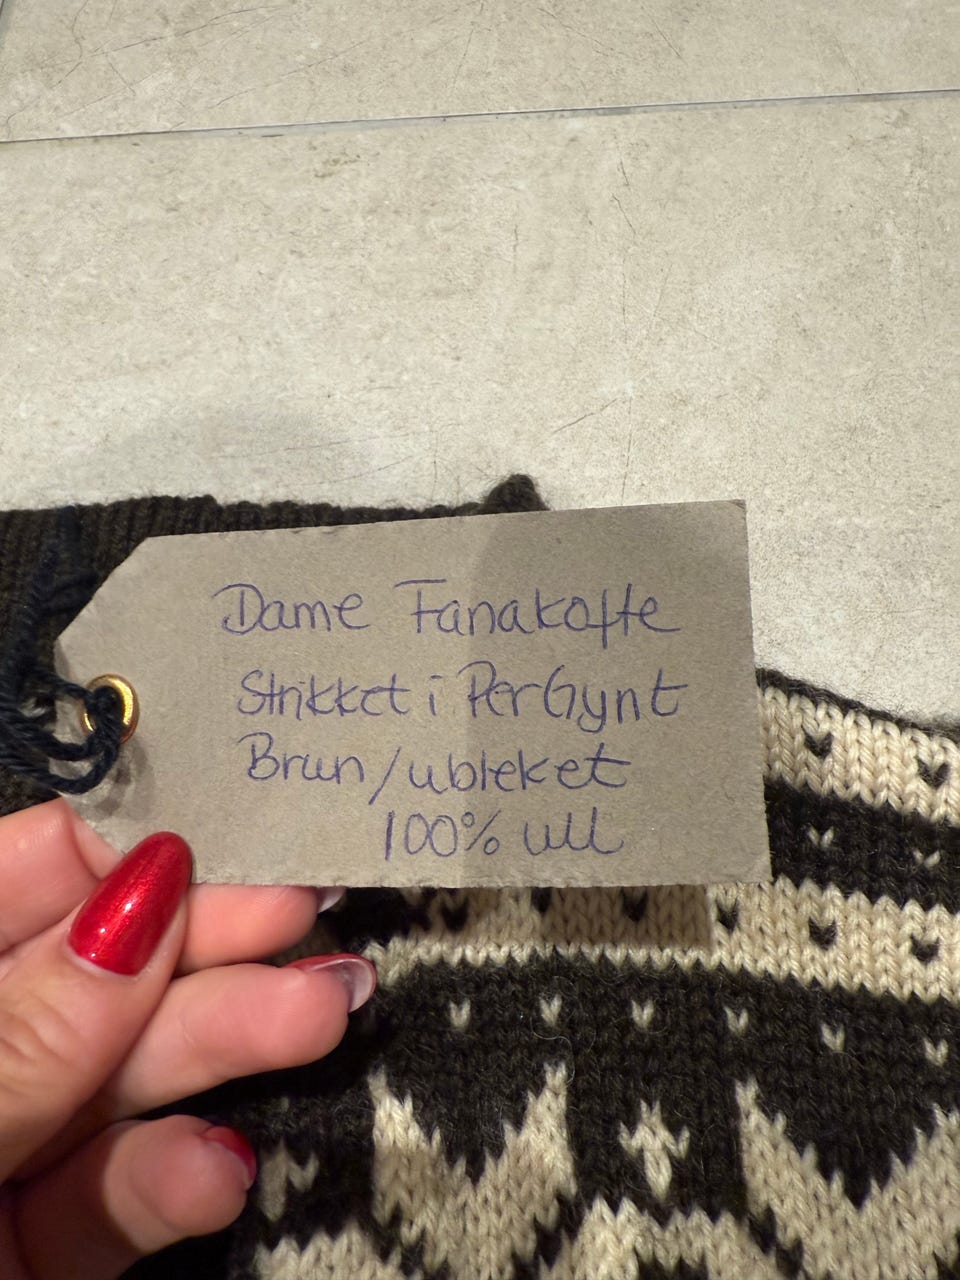 Dame Fanakofte
Strikket i PerGynt
Brun/ubleket
100% ull